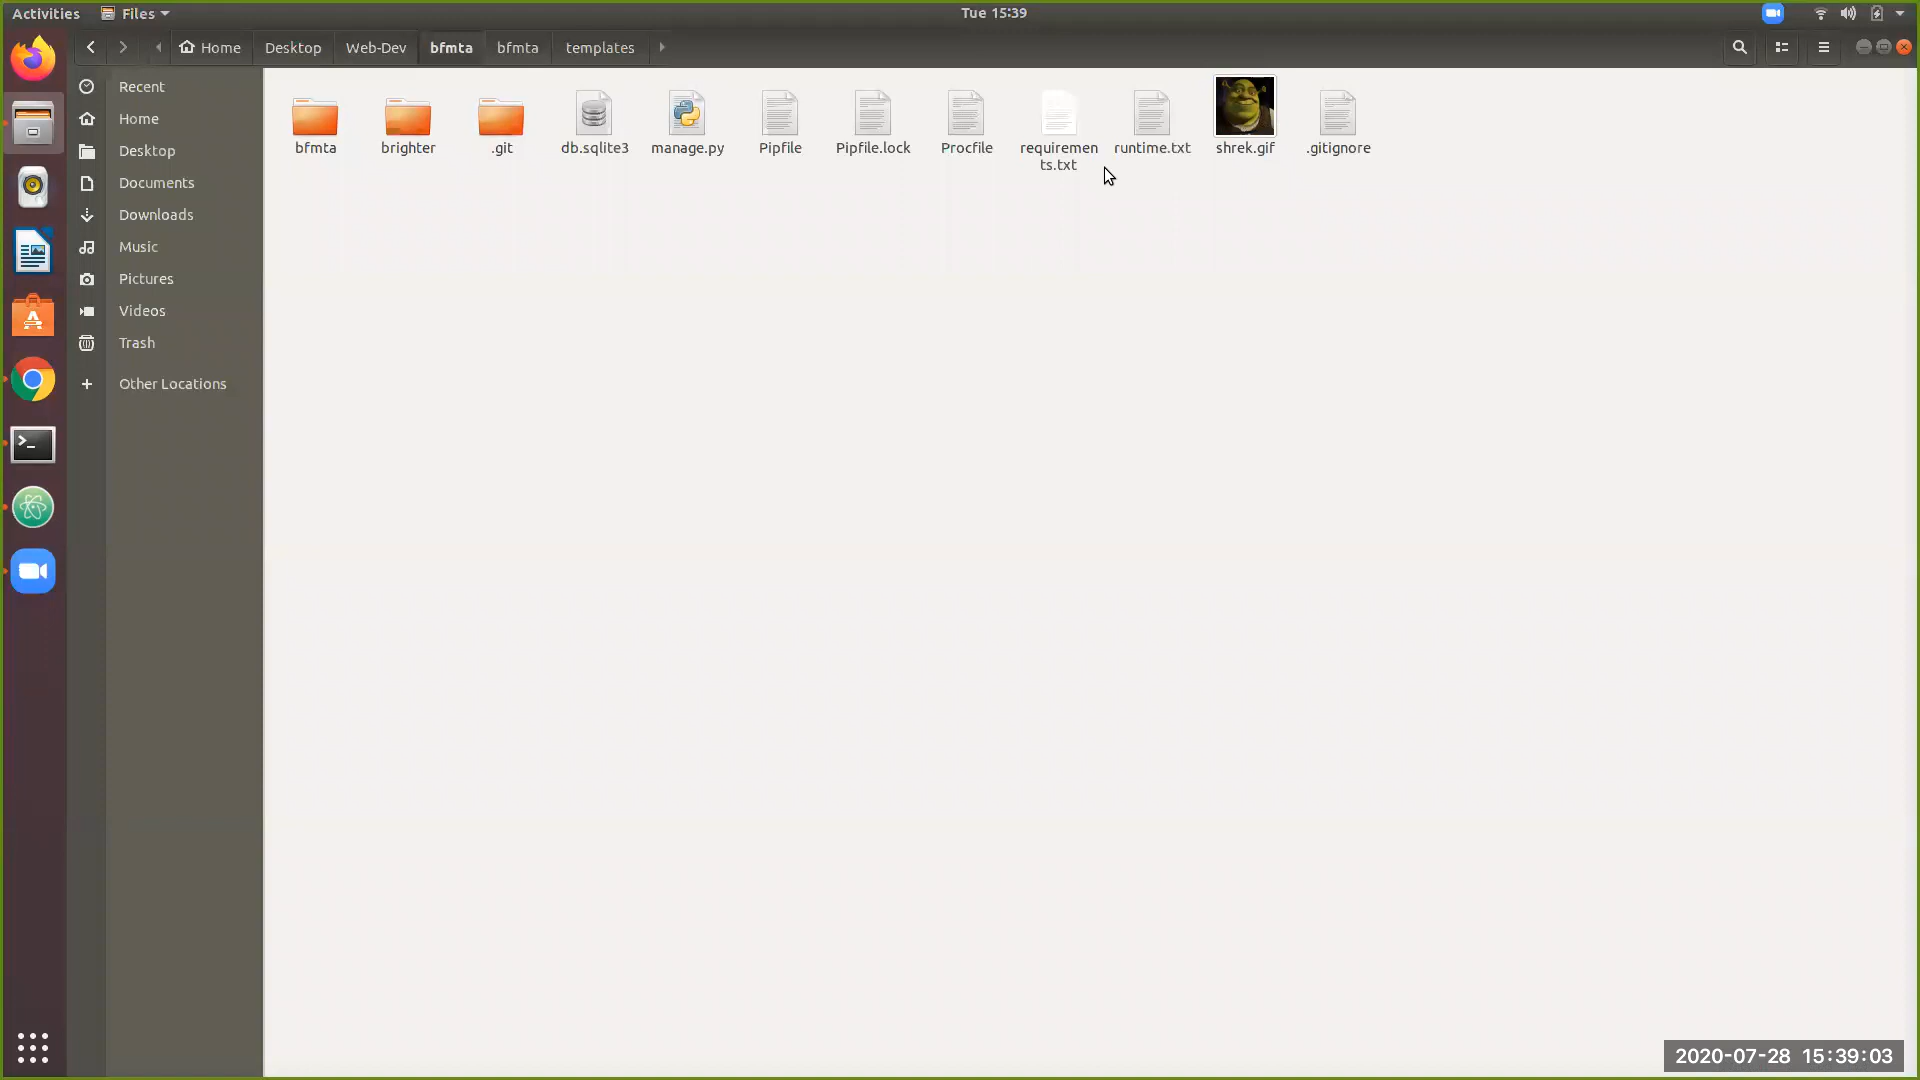 Activities Files Tue 15:39
Home Desktop Web-Dev bfmta bfmta templates
Recent
Home
Desktop
Documents
Downloads
Music
Pictures
Videos
Trash
Other Locations
bfmta brighter .git db.sqlite3 manage.py Pipfile Pipfile.lock Procfile requiremen runtime.txt shrek.gif .gitignore
ts.txt
2020-07-28 15:39:03